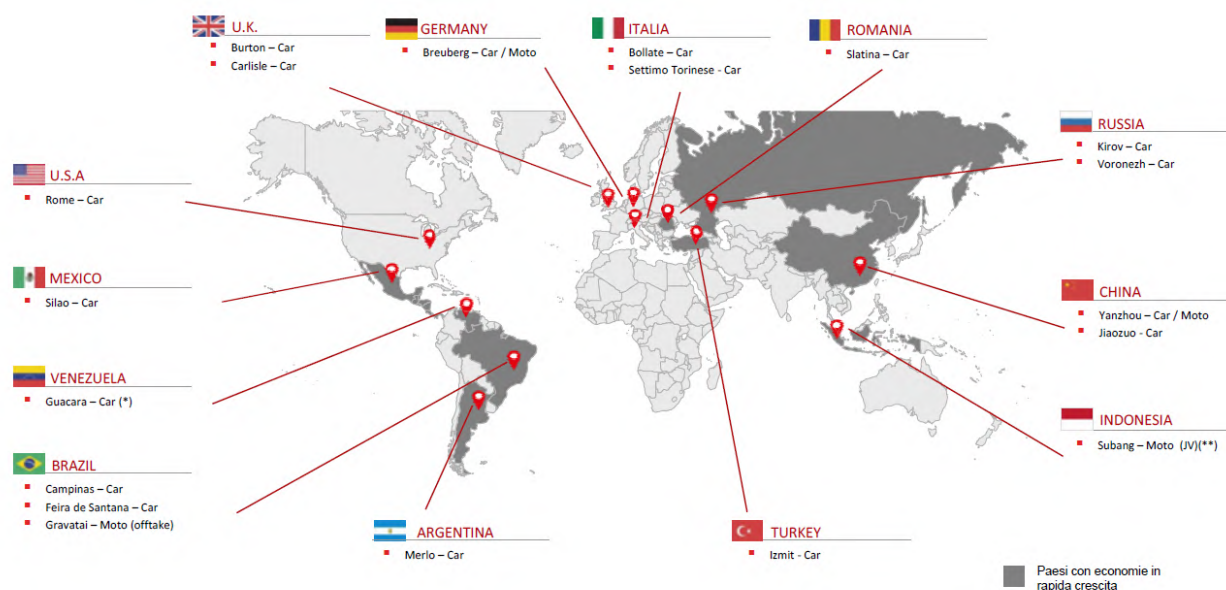 U.K.
Burton – Car
Carlisle – Car
GERMANY
Breuberg – Car / Moto
ITALIA
Bollate – Car
Settimo Torinese - Car
ROMANIA
Slatina – Car
RUSSIA
Kirov – Car
Voronezh – Car
U.S.A
Rome – Car
MEXICO
Silao – Car
CHINA
Yanzhou – Car / Moto
Jiaozuo - Car
VENEZUELA
Guacara – Car (*)
INDONESIA
Subang – Moto (JV)(**)
BRAZIL
Campinas – Car
Feira de Santana – Car
Gravatai – Moto (offtake)
ARGENTINA
Merlo – Car
TURKEY
Izmit - Car
Paesi con economie in
rapida crescita